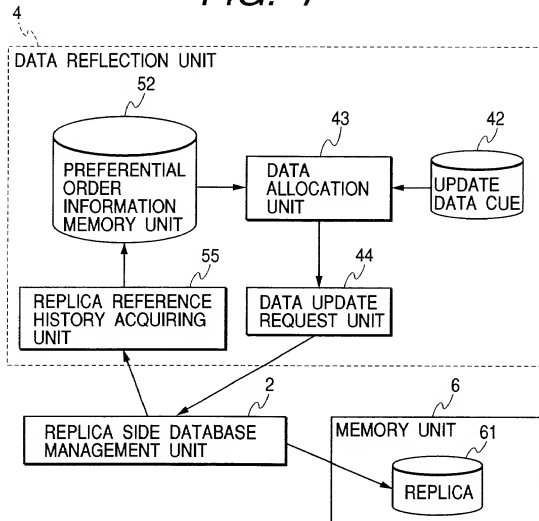 4
DATA REFLECTION UNIT
52
PREFERENTIAL
ORDER
INFORMATION
MEMORY UNIT
43
DATA
ALLOCATION
UNIT
42
UPDATE
DATA CUE
55
REPLICA REFERENCE
HISTORY ACQUIRING
UNIT
44
DATA UPDATE
REQUEST UNIT
2
REPLICA SIDE DATABASE
MANAGEMENT UNIT
6
MEMORY UNIT
61
REPLICA